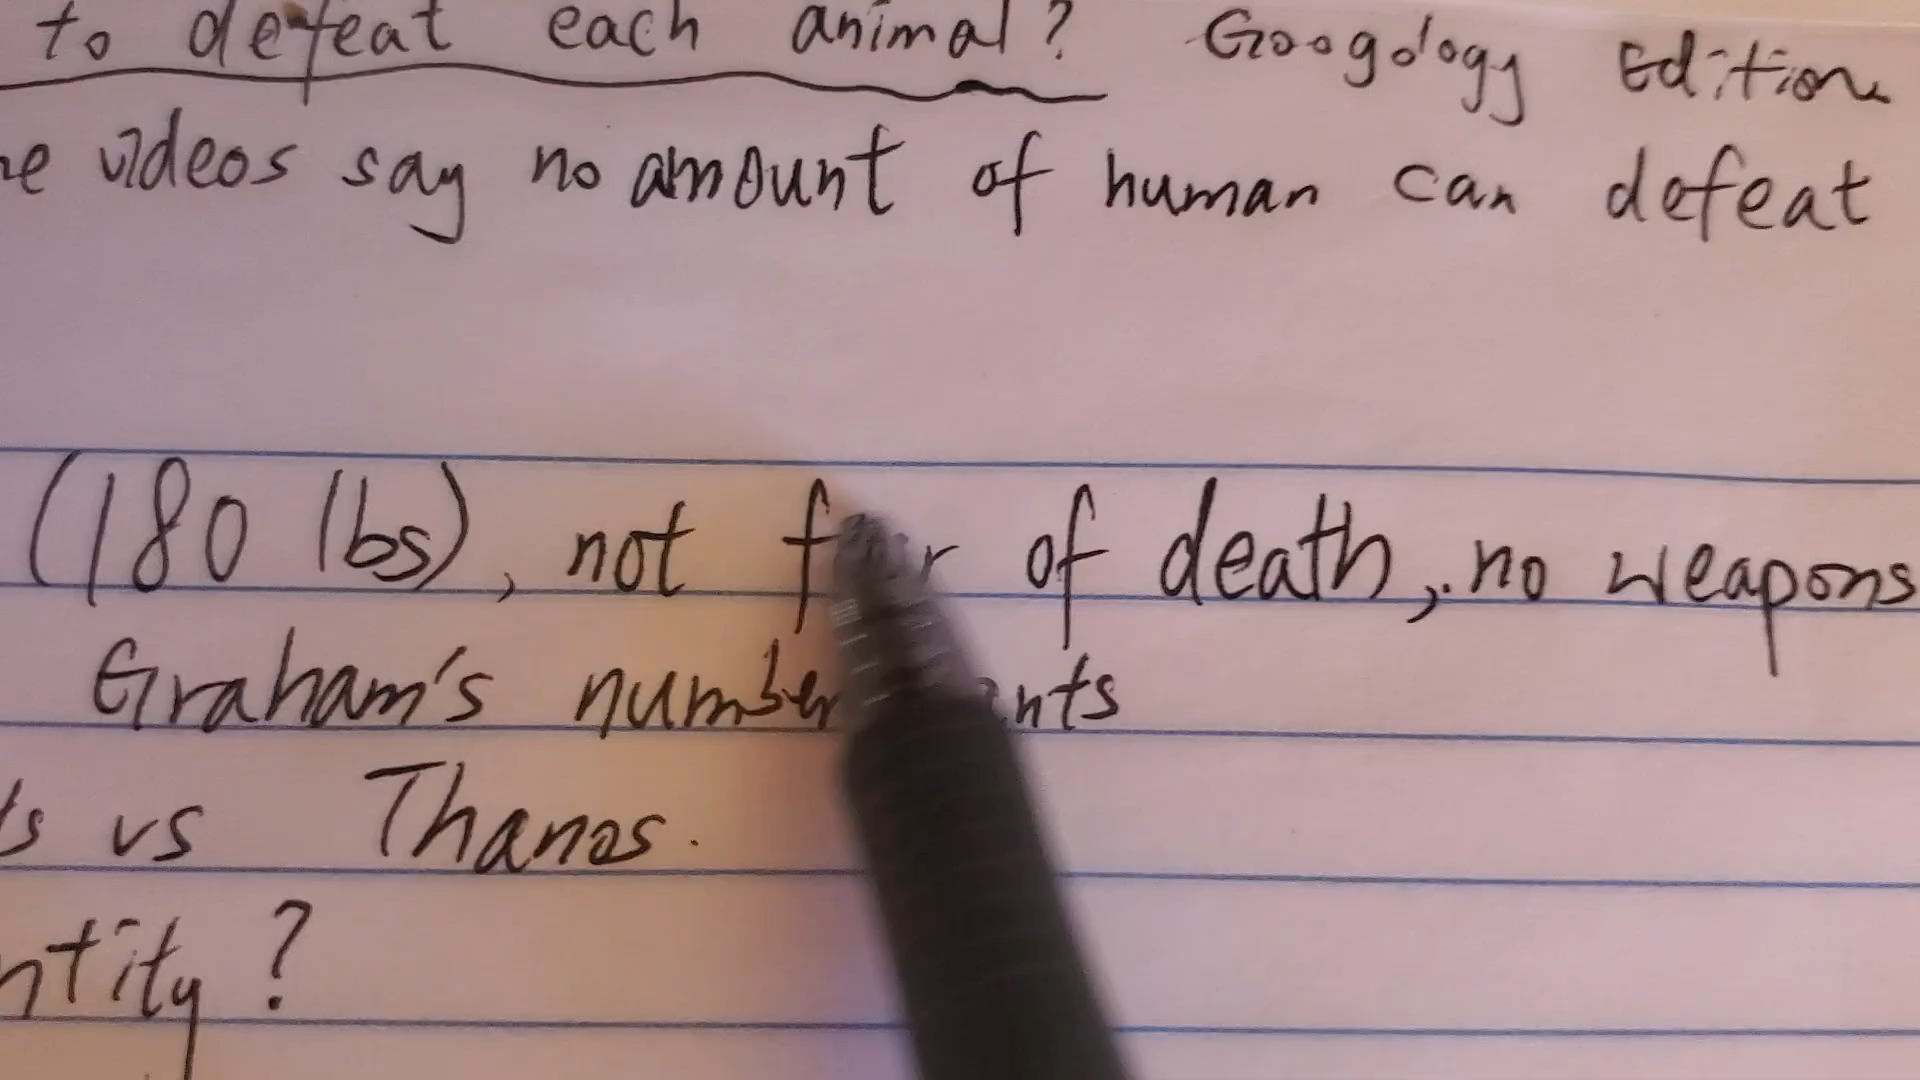 to defeat each animal? Googology Edition
videos say no amount of human can defeat
(180 lbs), not of death, no weapons
Graham's number
vs Thanos.
?